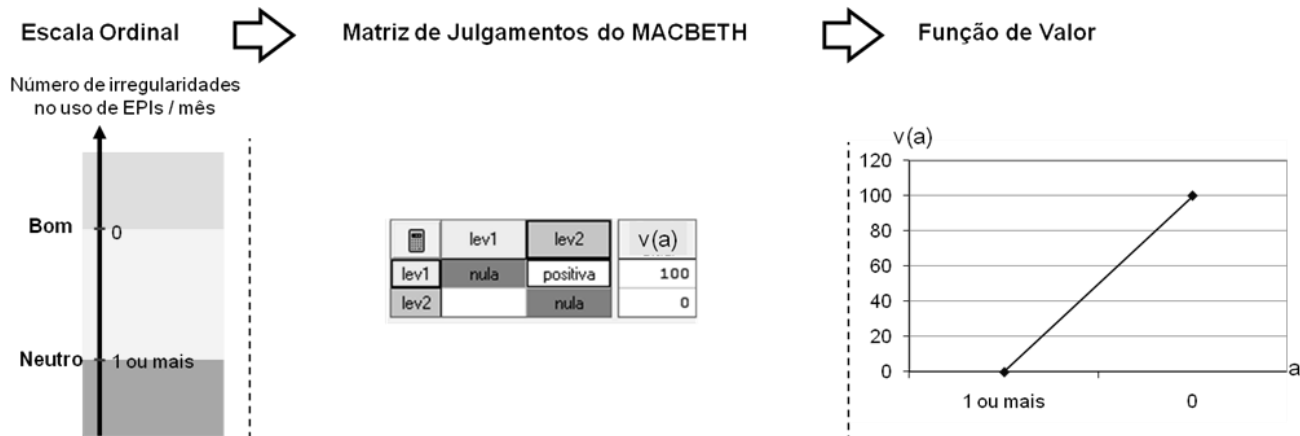 Escala Ordinal
Matriz de Julgamentos do MACBETH
Função de Valor
Número de irregularidades
no uso de EPIs / mês
Bom
0
Neutro
1 ou mais
lev1 lev2 v(a)
lev1 nula positiva 100
lev2 nula 0
v(a)
120
100
80
60
40
20
0
a
1 ou mais 0